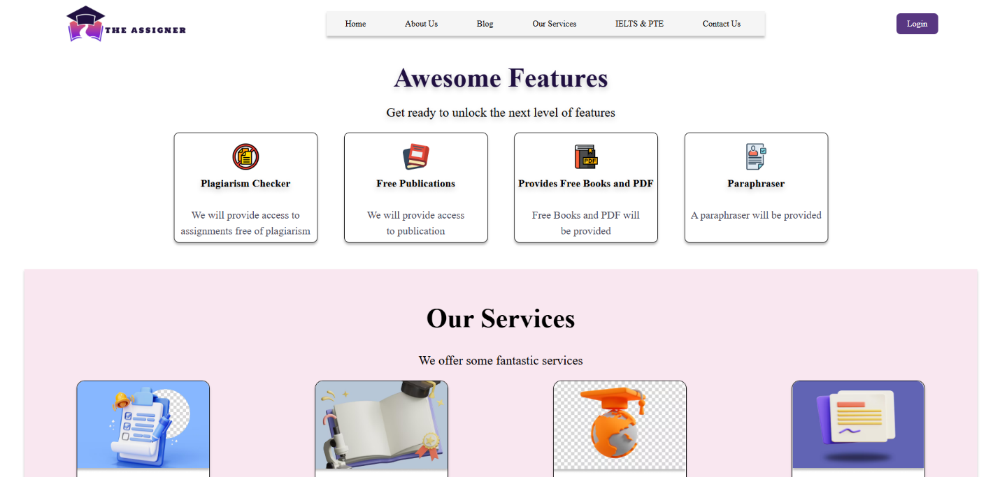 THE ASSIGNER
Home
About Us
Blog
Our Services
IELTS & PTE
Contact Us
Login
Awesome Features
Get ready to unlock the next level of features
Plagiarism Checker
We will provide access to
assignments free of plagiarism
Free Publications
We will provide access
to publication
PDF
Provides Free Books and PDF
Free Books and PDF will
be provided
Paraphraser
A paraphraser will be provided
Our Services
We offer some fantastic services